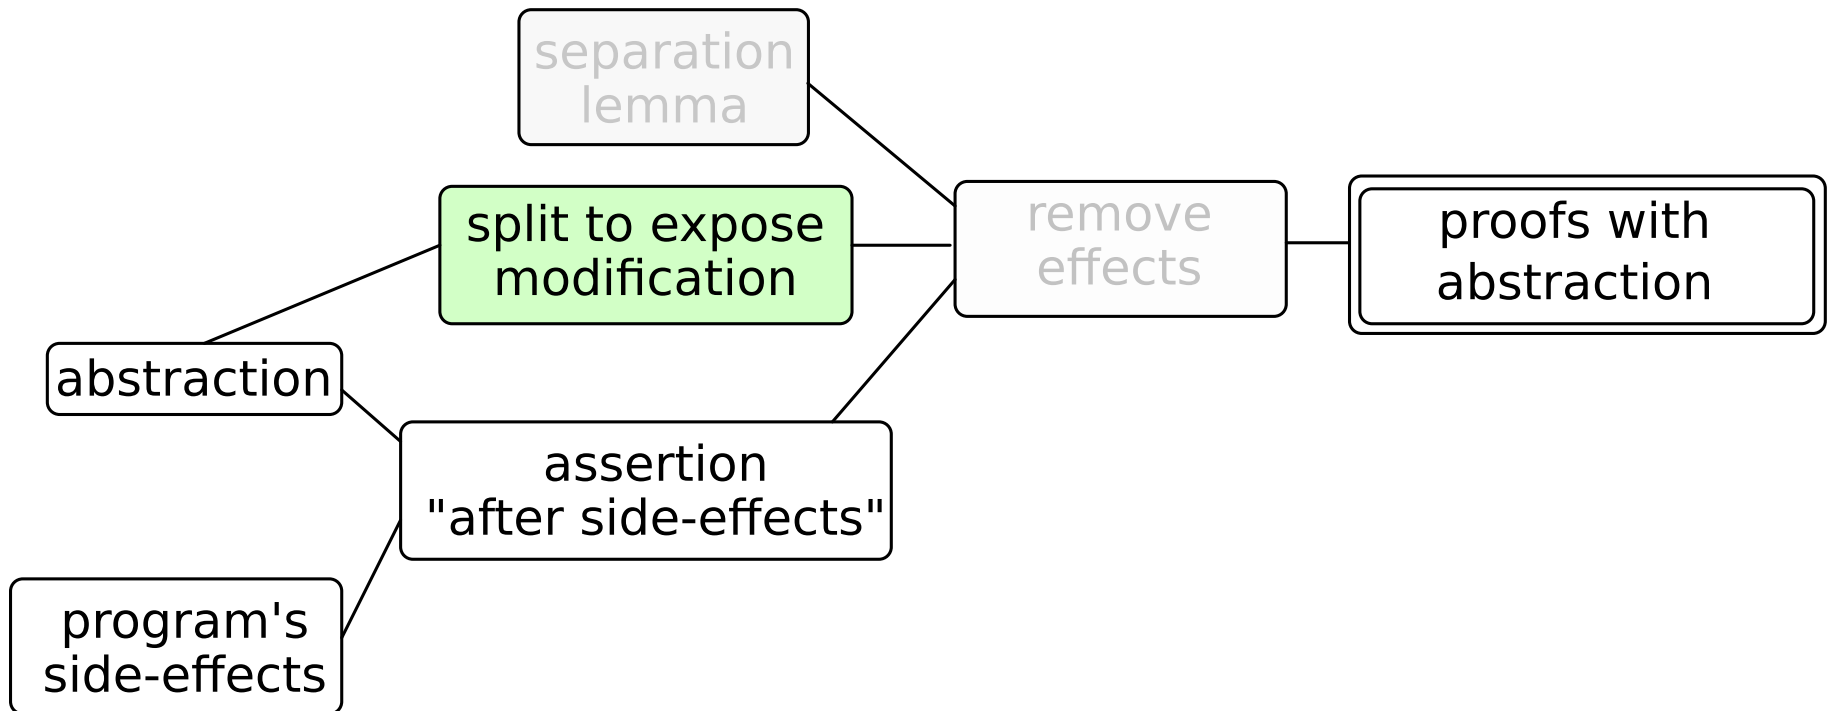 separation
lemma
split to expose
modification
remove
effects
proofs with
abstraction
abstraction
assertion
"after side-effects"
program's
side-effects